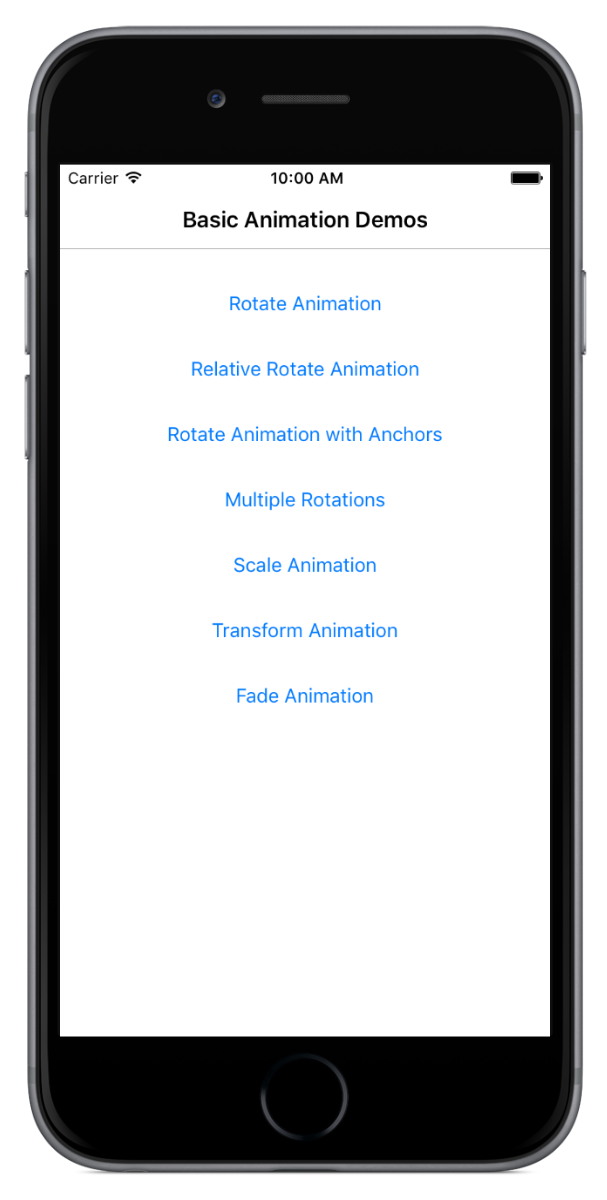 Carrier
10:00 AM
Basic Animation Demos
Rotate Animation
Relative Rotate Animation
Rotate Animation with Anchors
Multiple Rotations
Scale Animation
Transform Animation
Fade Animation